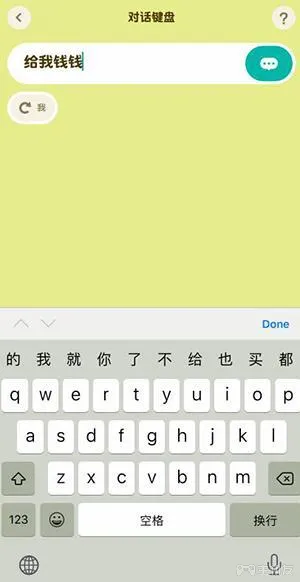 对话键盘
?
给我钱钱
我
Done
的 我 就 你 了 不 给 也 买 都
q w e r t y u i o p
a s d f g h j k l
z x c v b n m
123 空格 换行